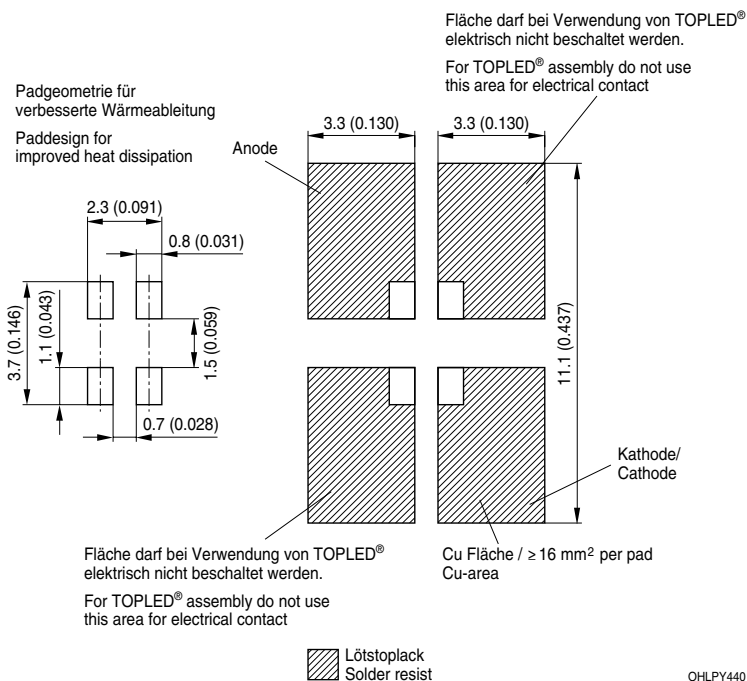 Fläche darf bei Verwendung von TOPLED®
elektrisch nicht beschaltet werden.
For TOPLED® assembly do not use
this area for electrical contact
Padgeometrie für
verbesserte Wärmeableitung
Paddesign for
improved heat dissipation
Anode
3.3 (0.130)
3.3 (0.130)
2.3 (0.091)
0.8 (0.031)
3.7 (0.146)
1.1 (0.043)
1.5 (0.059)
11.1 (0.437)
0.7 (0.028)
Kathode/
Cathode
Fläche darf bei Verwendung von TOPLED®
elektrisch nicht beschaltet werden.
For TOPLED® assembly do not use
this area for electrical contact
Cu Fläche / ≥ 16 mm² per pad
Cu-area
Lötstoplack
Solder resist
OHLPY440